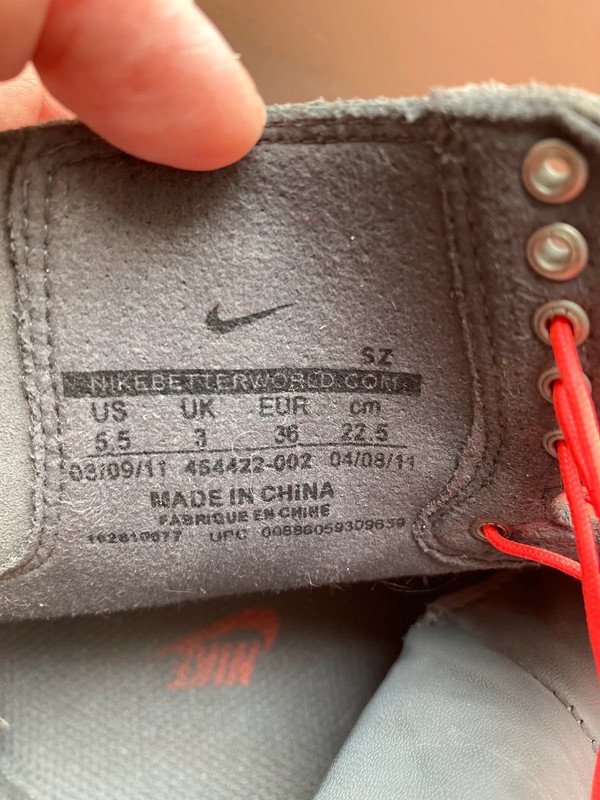 SZ
NIKEBETTERWORLD.COM
US UK EUR cm
5.5 3 36 22.5
03/09/11 454422-002 04/08/11
MADE IN CHINA
FABRIQUE EN CHINE
UPC 00886059309659
NIKE